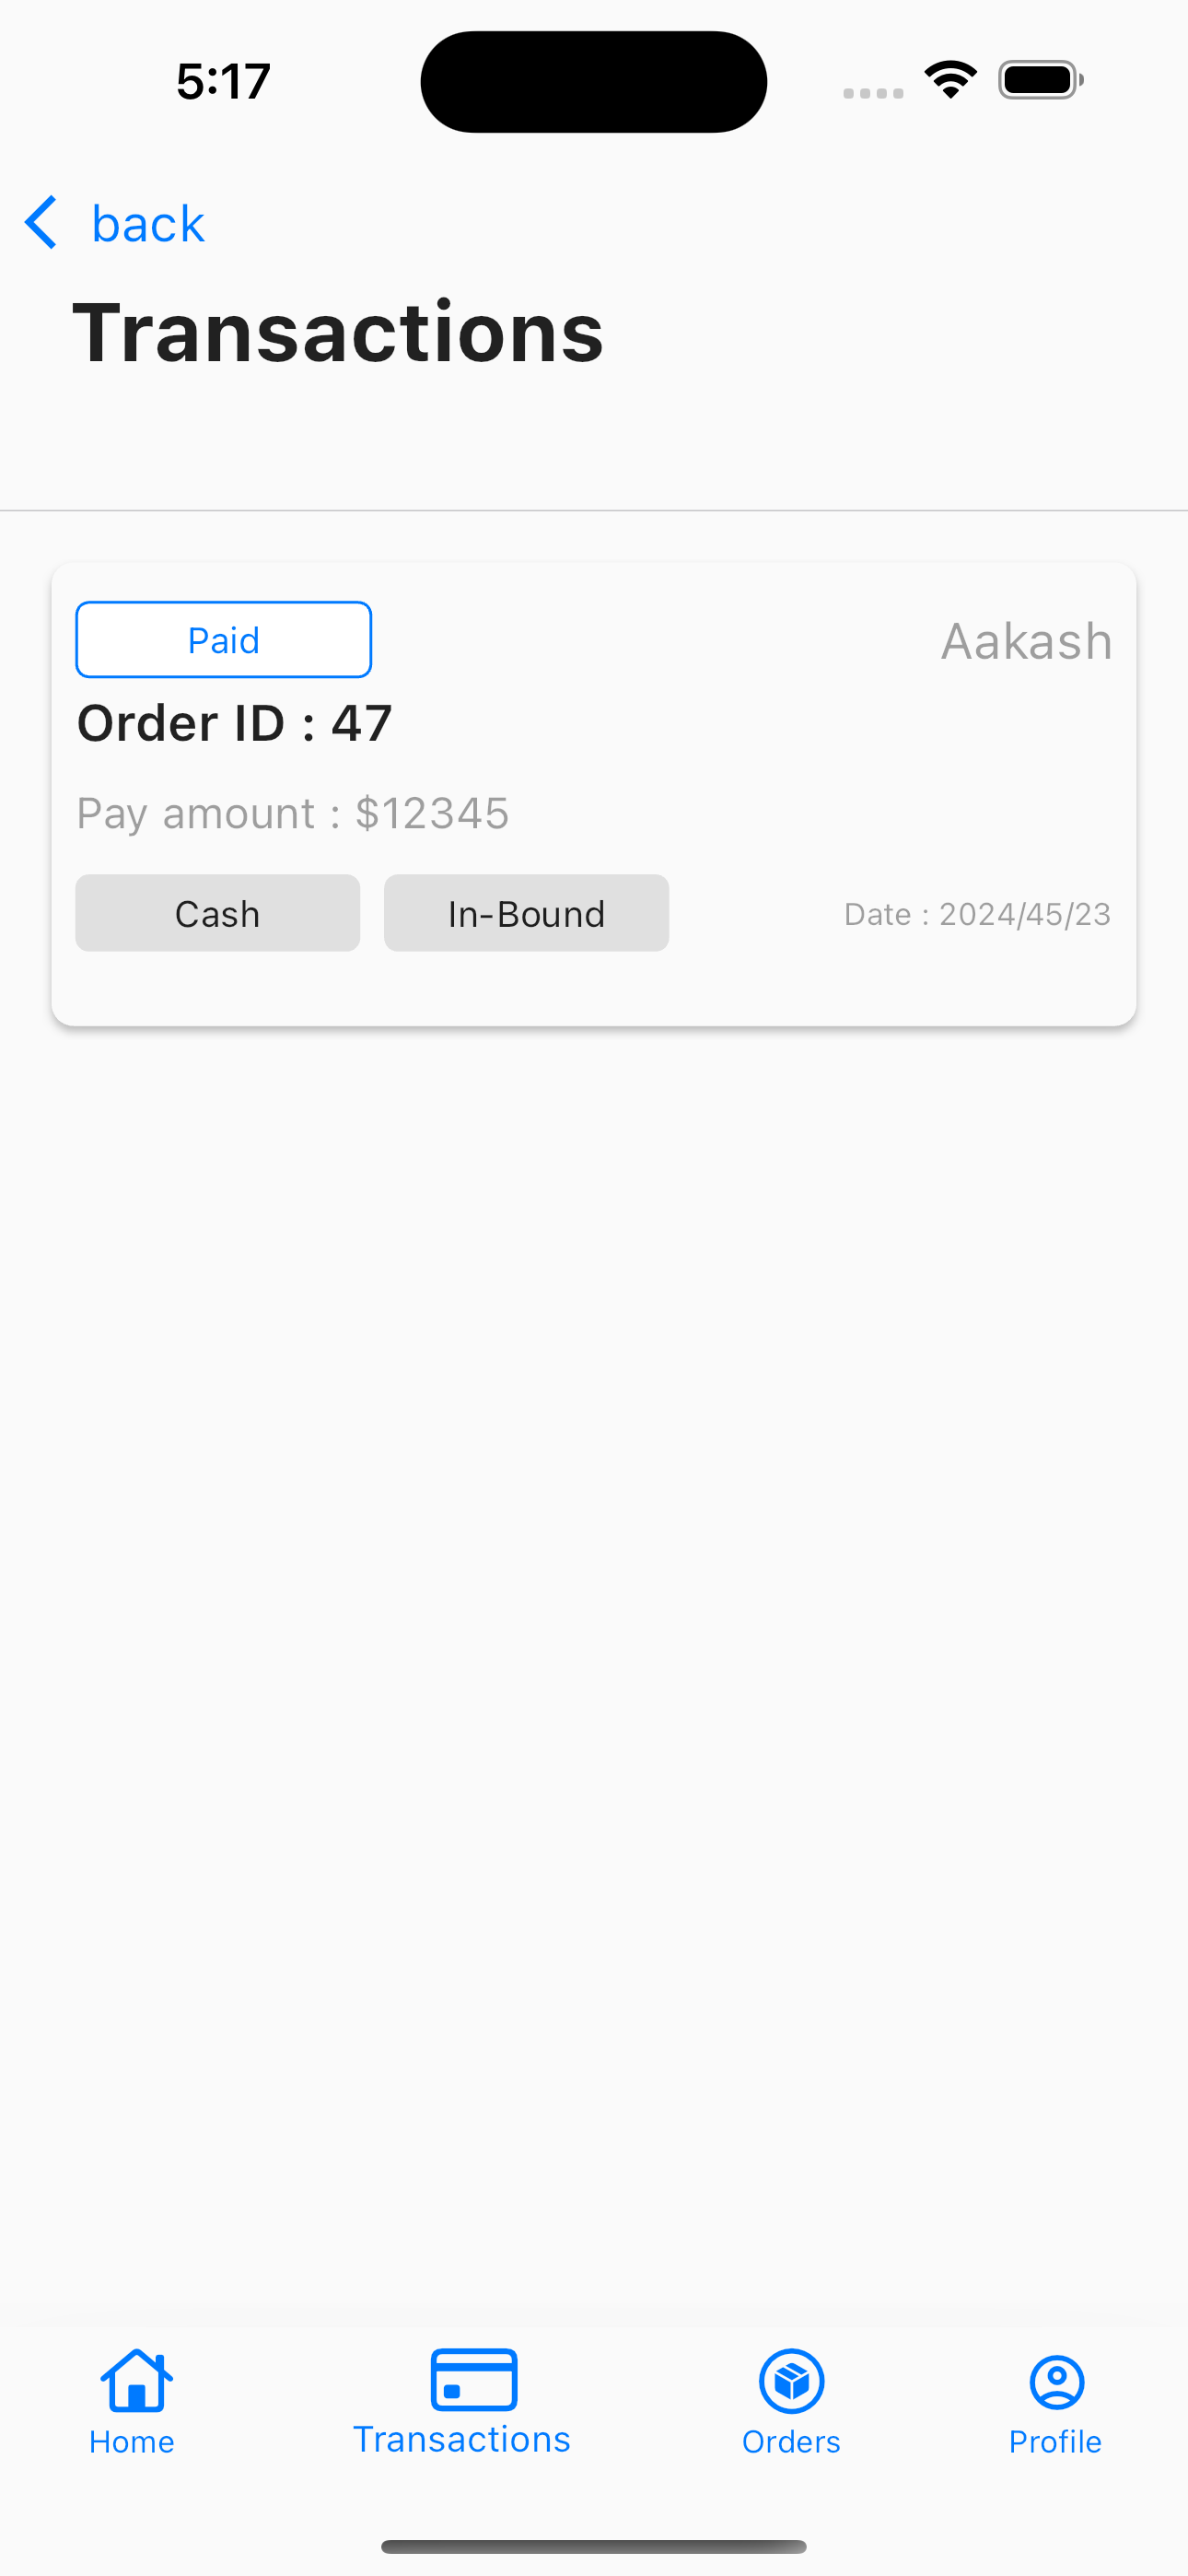 5:17
back
Transactions
Paid
Aakash
Order ID : 47
Pay amount : $12345
Cash
In-Bound
Date : 2024/45/23
Home
Transactions
Orders
Profile